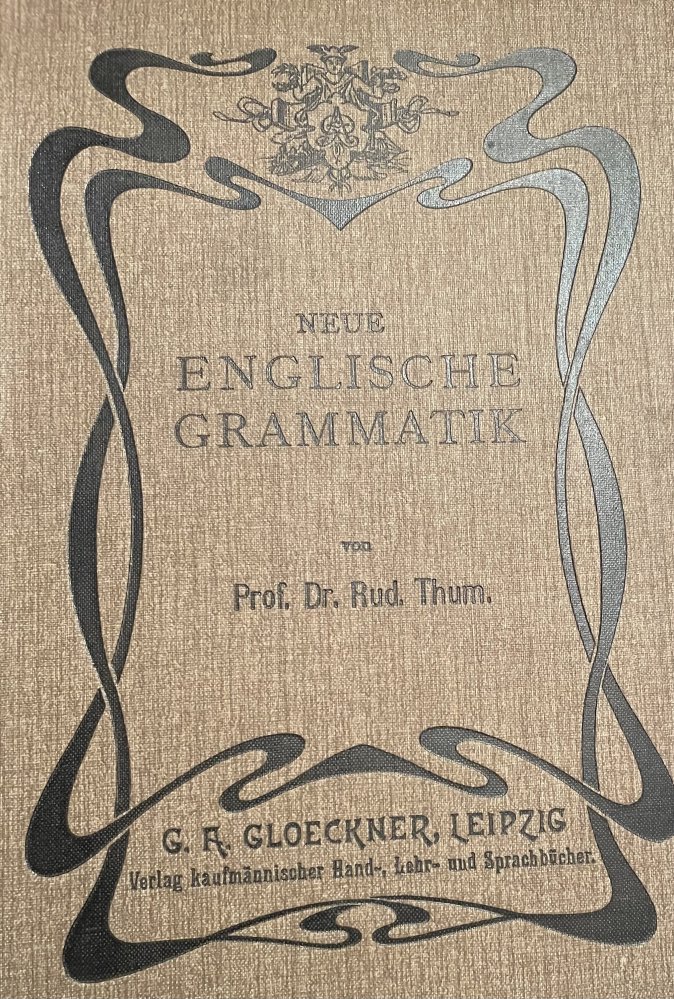 NEUE
ENGLISCHE
GRAMMATIK
von
Prof. Dr. Rud. Thum.
G. A. GLOECKNER, LEIPZIG
Verlag kaufmännischer Hand-, Lehr- und Sprachbücher.